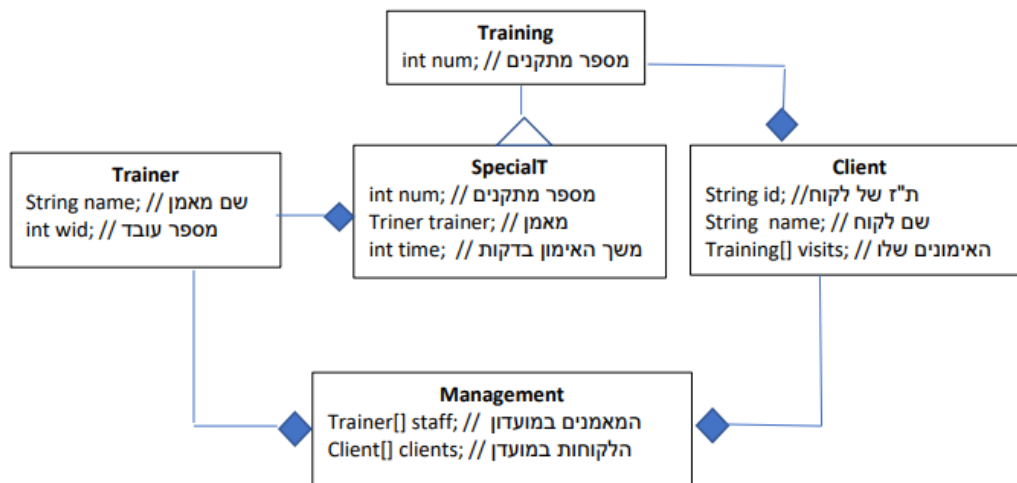 Training
int num; // מספר מתקנים
Trainer
String name; // שם מאמן
int wid; // מספר עובד
SpecialT
int num; // מספר מתקנים
Triner trainer; // מאמן
int time; // משך האימון בדקות
Client
String id; //ת"ז של לקוח
String name; // שם לקוח
Training[] visits; // האימונים שלו
Management
Trainer[] staff; // המאמנים במועדון
Client[] clients; // הלקוחות במועדן